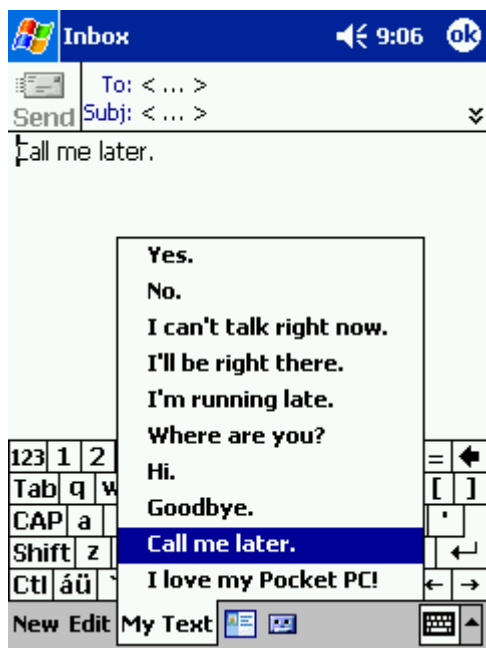 Inbox 9:06 ok
To: < ... >
Send Subj: < ... >
Call me later.
Yes.
No.
I can't talk right now.
I'll be right there.
I'm running late.
Where are you?
Hi.
Goodbye.
Call me later.
I love my Pocket PC!
123 1 2 =
Tab q w [ ]
CAP a '
Shift z
Ctl áü `
New Edit My Text